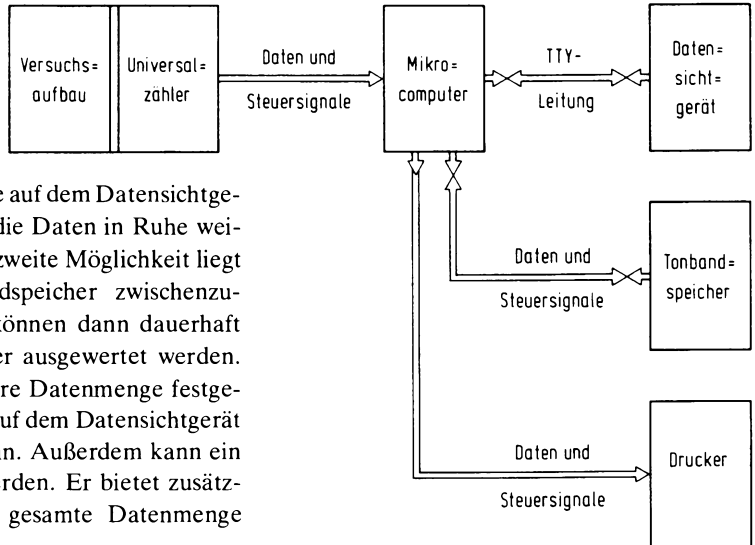 Versuchs=
aufbau
Universal=
zähler
Daten und
Steuersignale
Mikro=
computer
TTY-
Leitung
Daten=
sicht=
gerät
e auf dem Datensichtge-
die Daten in Ruhe wei-
zweite Möglichkeit liegt
dspeicher zwischenzu-
können dann dauerhaft
er ausgewertet werden.
re Datenmenge festge-
uf dem Datensichtgerät
n. Außerdem kann ein
rden. Er bietet zusätz-
gesamte Datenmenge
Daten und
Steuersignale
Tonband=
speicher
Daten und
Steuersignale
Drucker